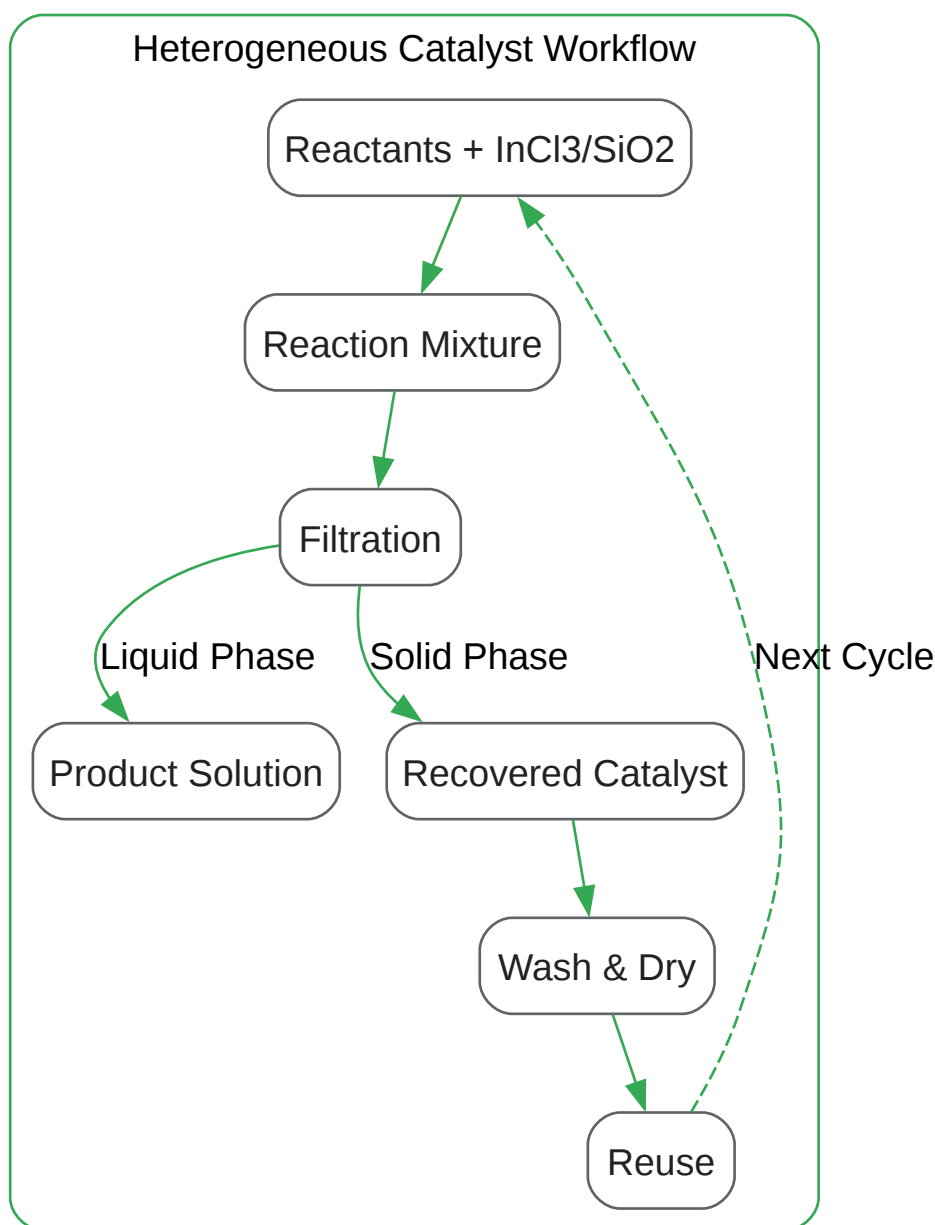 Heterogeneous Catalyst Workflow
Reactants + InCl3/SiO2
Reaction Mixture
Filtration
Liquid Phase
Solid Phase
Next Cycle
Product Solution
Recovered Catalyst
Wash & Dry
Reuse